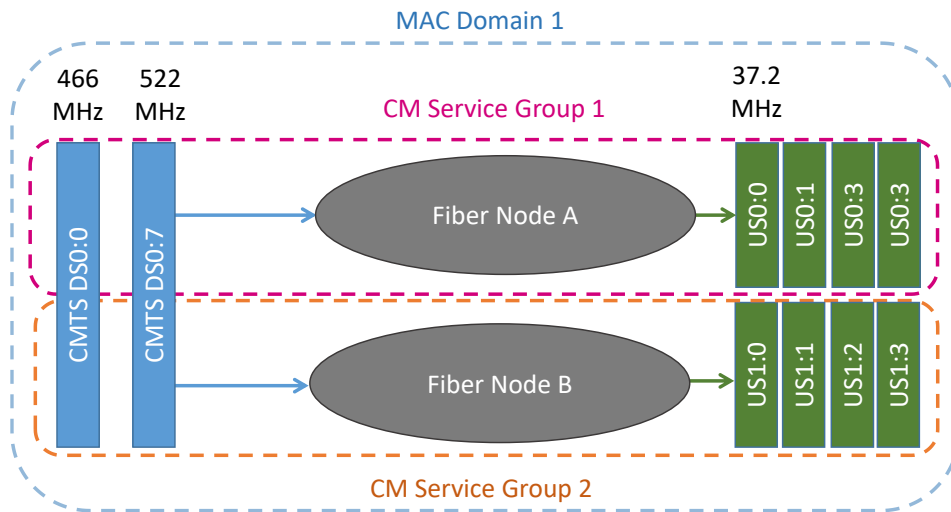 MAC Domain 1
466
MHz
522
MHz
37.2
MHz
CM Service Group 1
CMTS DS0:0
CMTS DS0:7
Fiber Node A
US0:0
US0:1
US0:3
US0:3
Fiber Node B
US1:0
US1:1
US1:2
US1:3
CM Service Group 2